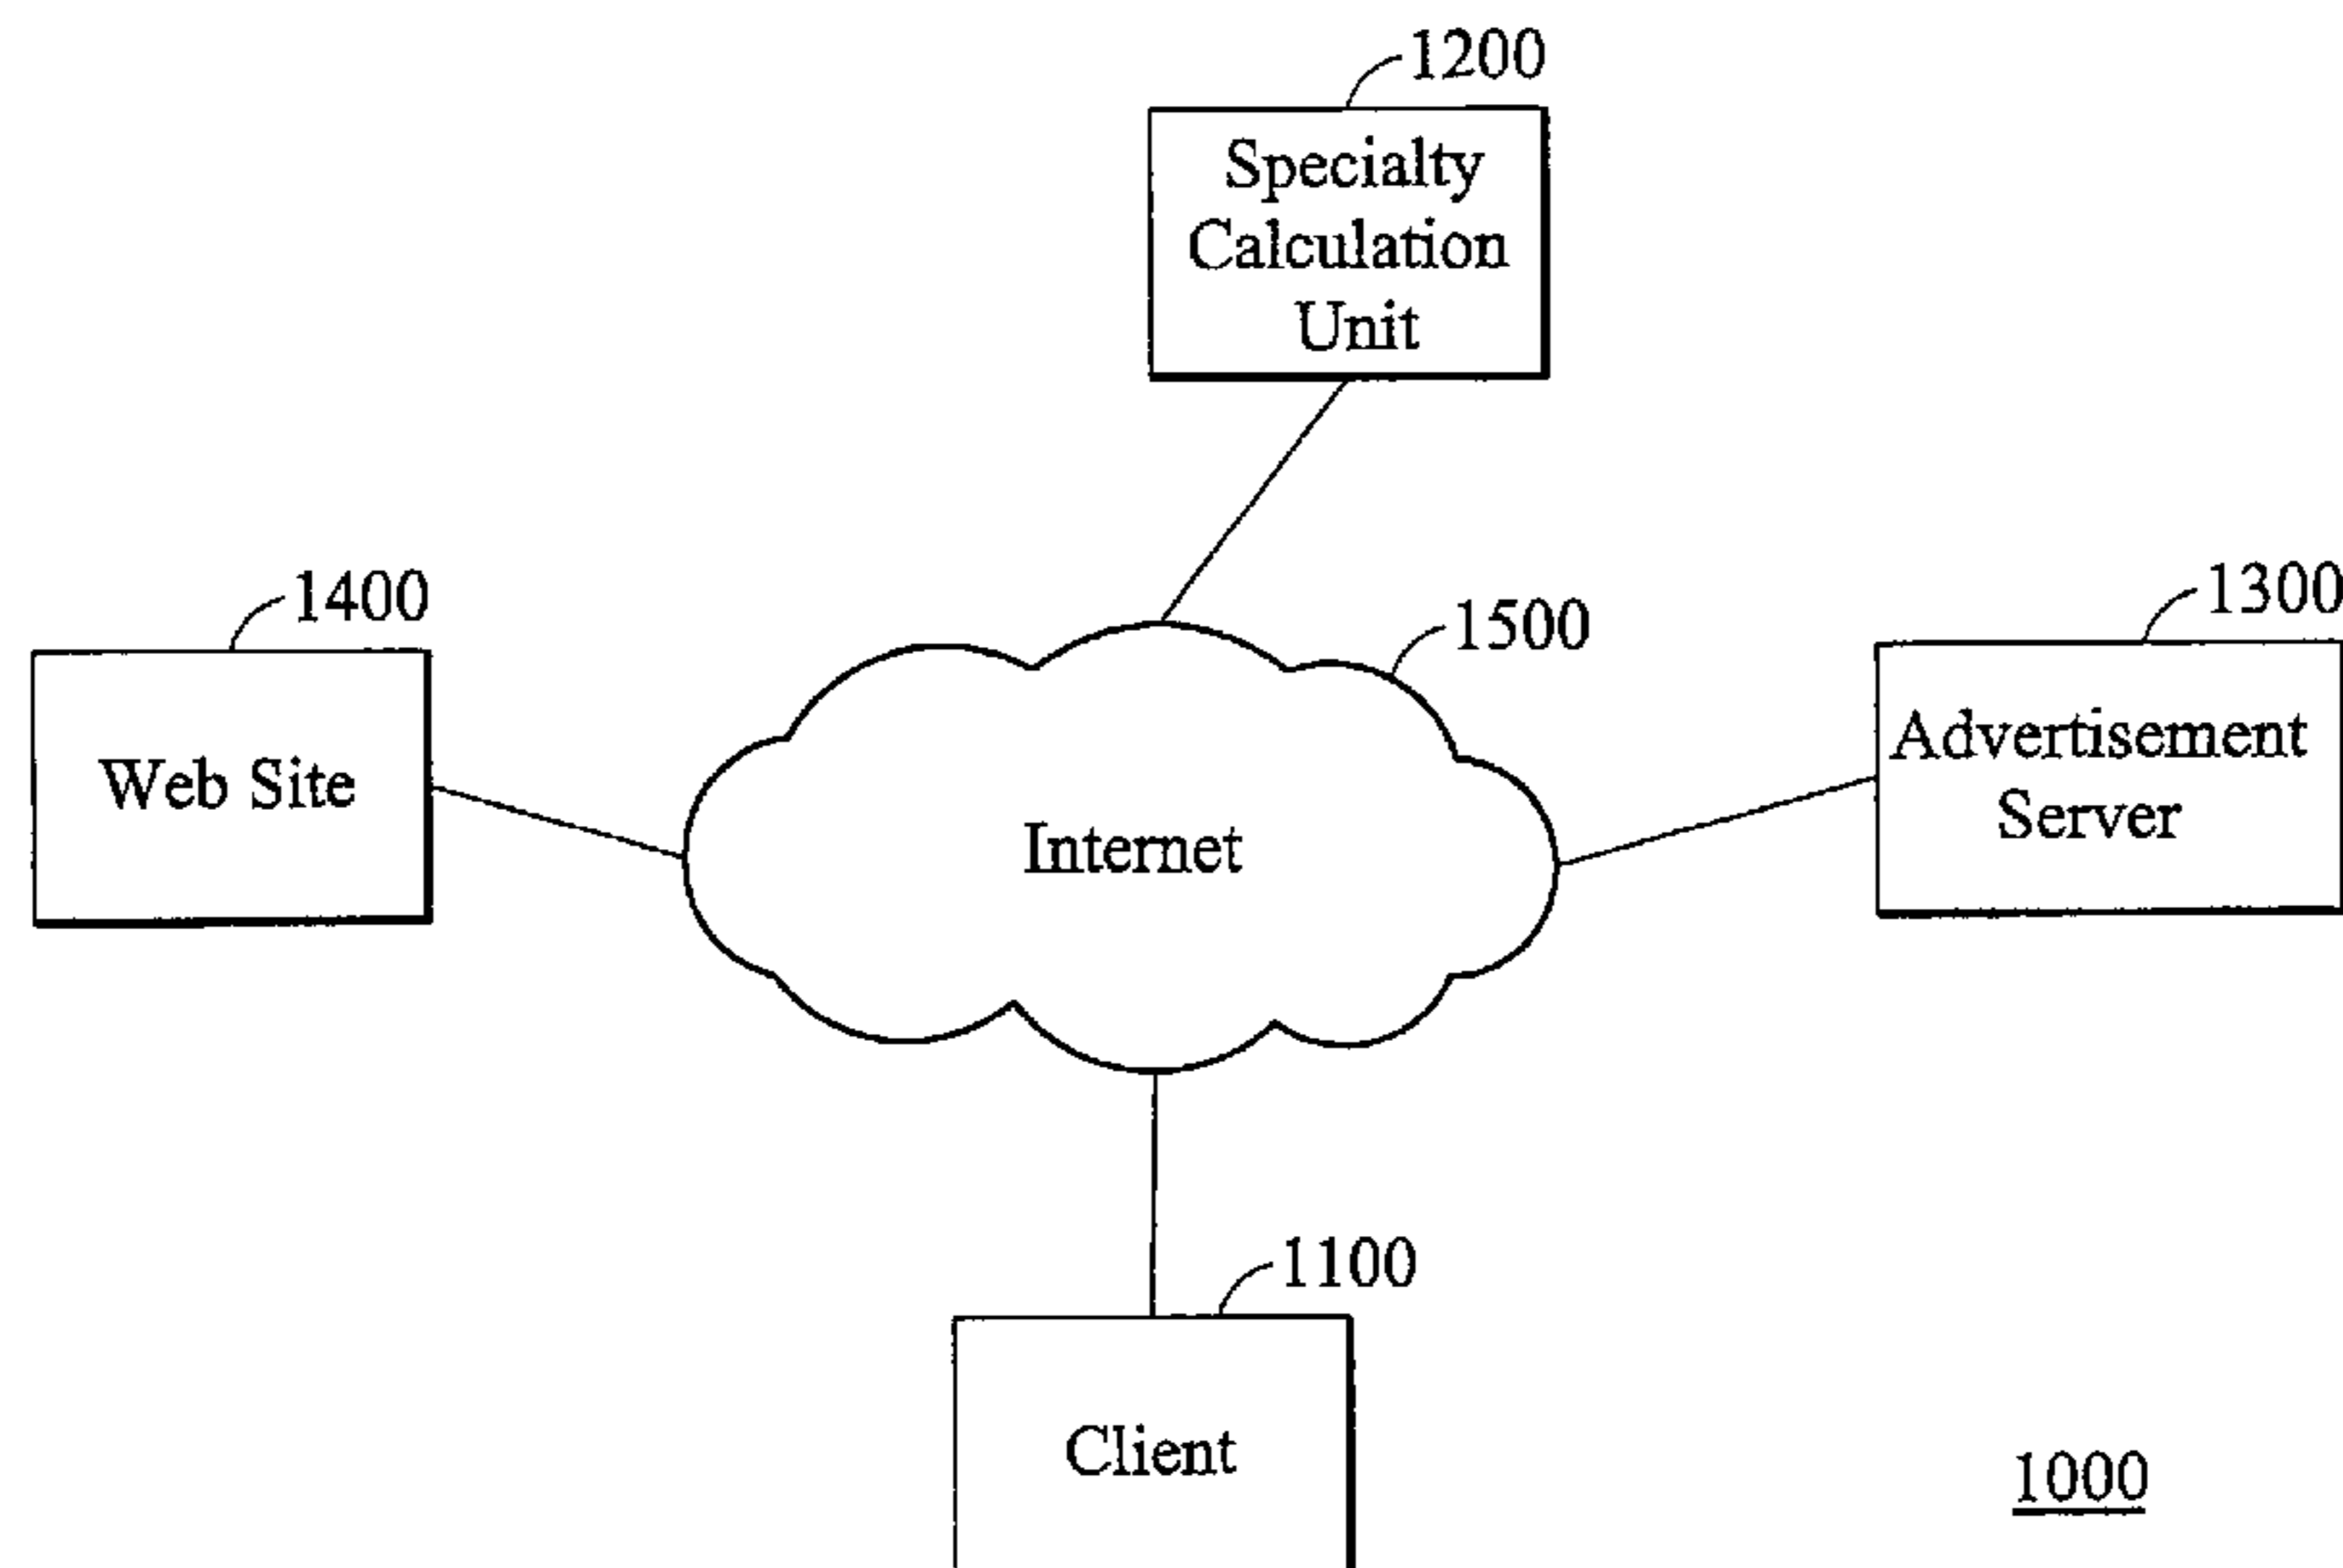 1200
Specialty
Calculation
Unit
1400
Web Site
1500
Internet
1300
Advertisement
Server
1100
Client
1000